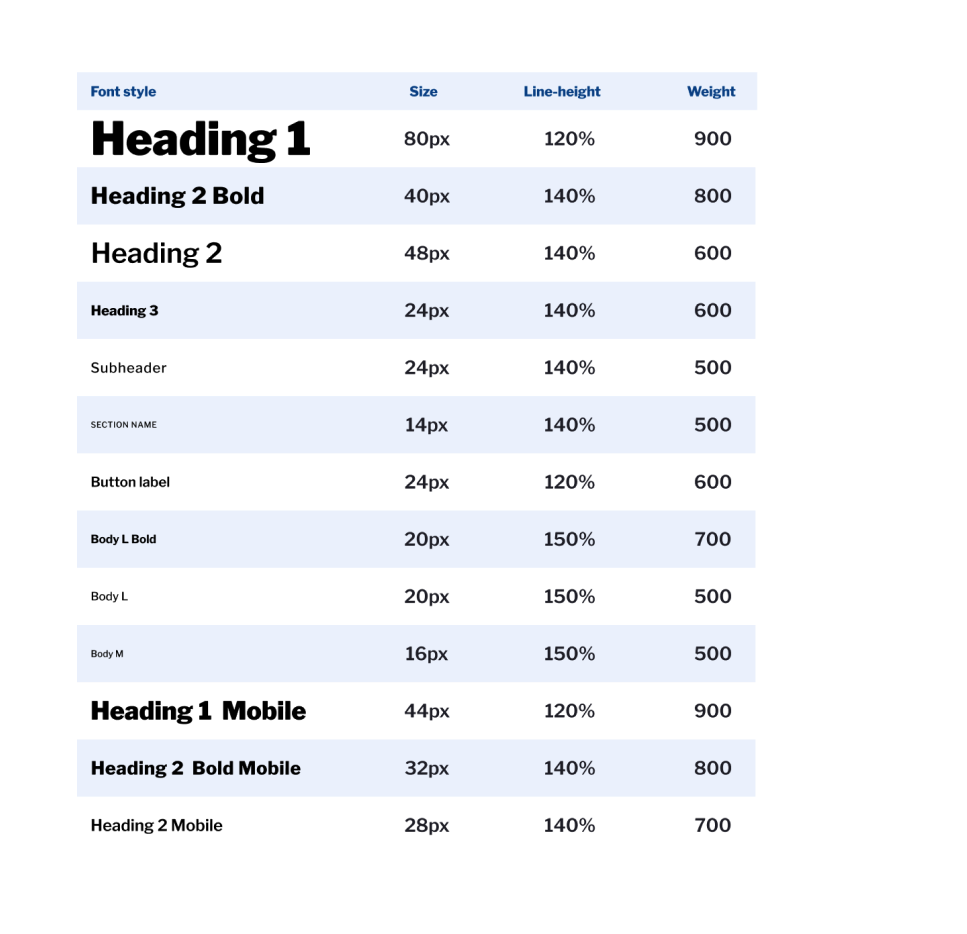 Font style Size Line-height Weight
Heading 1 80px 120% 900
Heading 2 Bold 40px 140% 800
Heading 2 48px 140% 600
Heading 3 24px 140% 600
Subheader 24px 140% 500
SECTION NAME 14px 140% 500
Button label 24px 120% 600
Body L Bold 20px 150% 700
Body L 20px 150% 500
Body M 16px 150% 500
Heading 1 Mobile 44px 120% 900
Heading 2 Bold Mobile 32px 140% 800
Heading 2 Mobile 28px 140% 700